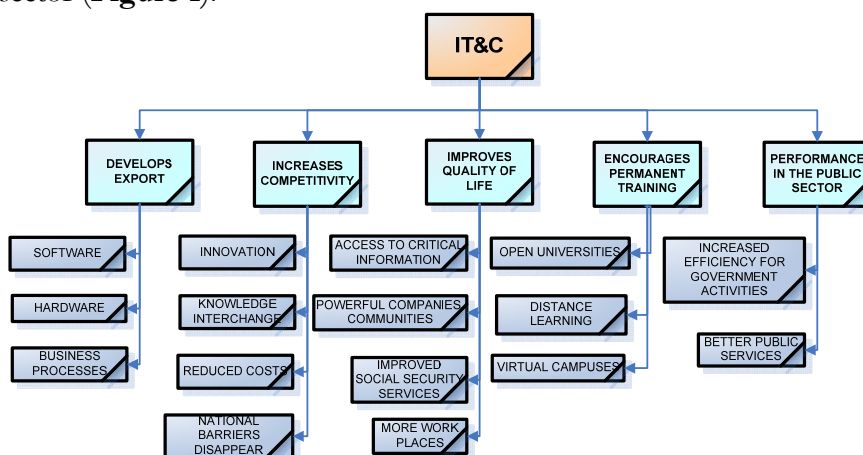 sector (Figure 1).
IT&C
DEVELOPS
EXPORT
INCREASES
COMPETITIVITY
IMPROVES
QUALITY OF
LIFE
ENCOURAGES
PERMANENT
TRAINING
PERFORMANCE
IN THE PUBLIC
SECTOR
SOFTWARE
HARDWARE
BUSINESS
PROCESSES
INNOVATION
KNOWLEDGE
INTERCHANGE
REDUCED COSTS
NATIONAL
BARRIERS
DISAPPEAR
ACCESS TO CRITICAL
INFORMATION
POWERFUL COMPANIES,
COMMUNITIES
IMPROVED
SOCIAL SECURITY
SERVICES
MORE WORK
PLACES
OPEN UNIVERSITIES
DISTANCE
LEARNING
VIRTUAL CAMPUSES
INCREASED
EFFICIENCY FOR
GOVERNMENT
ACTIVITIES
BETTER PUBLIC
SERVICES